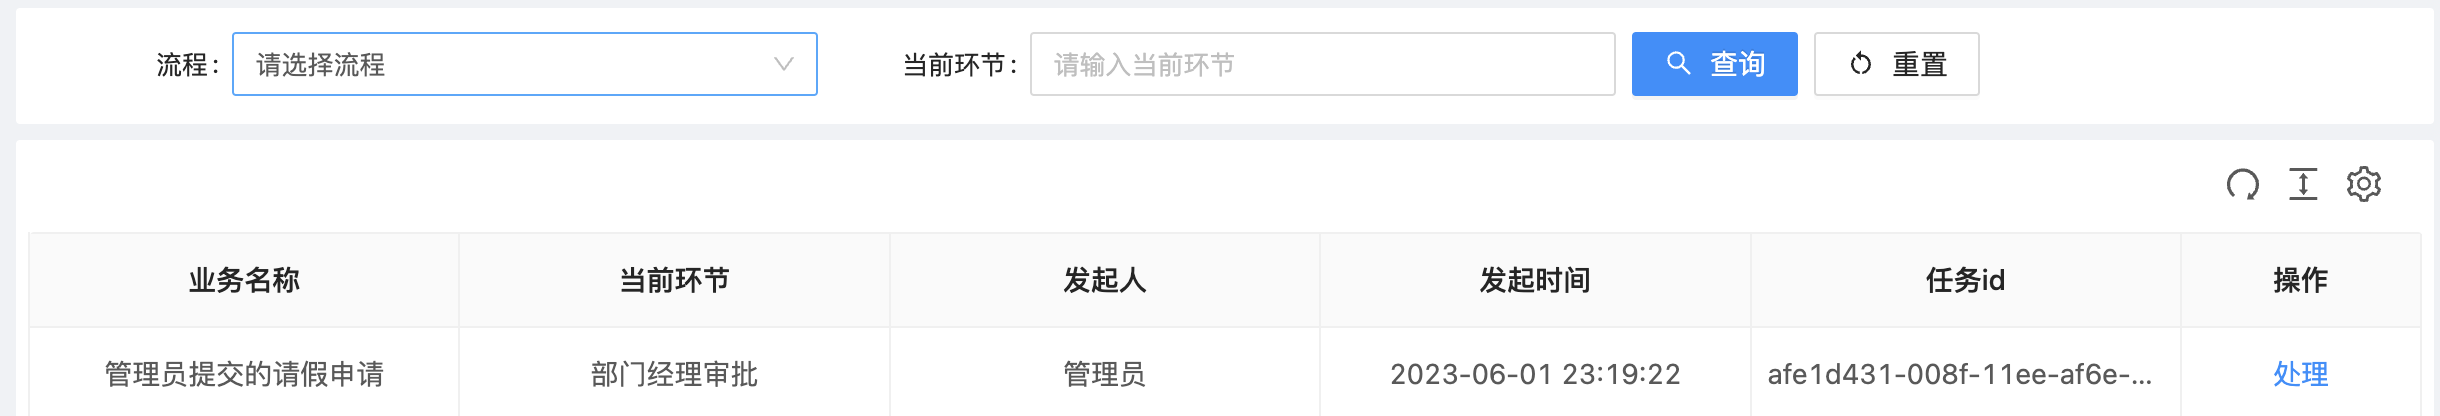 流程： 请选择流程 当前环节： 请输入当前环节 查询 重置
业务名称 当前环节 发起人 发起时间 任务id 操作
管理员提交的请假申请 部门经理审批 管理员 2023-06-01 23:19:22 afe1d431-008f-11ee-af6e-... 处理